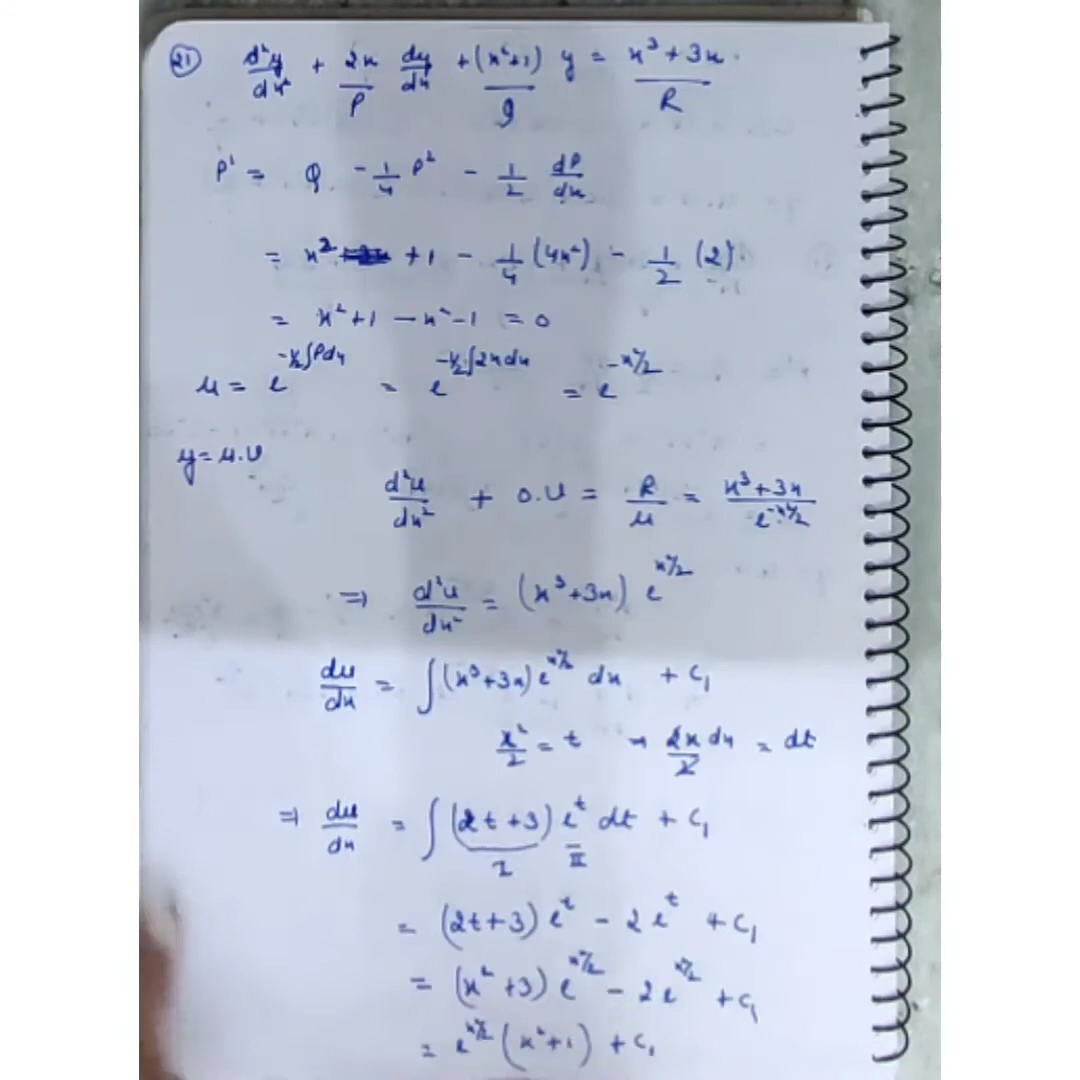 (21) d²y/dx² + 2x dy/dx + (x²+1) y = x³ + 3x.
P Q R
P' = Q - 1/4 P² - 1/2 dP/dx
= x² + 1 - 1/4 (4x²) - 1/2 (2)
= x² + 1 - x² - 1 = 0
u = e^(-1/2 ∫P dx) = e^(-1/2 ∫2x dx) = e^(-x²/2)
y = u.v
d²u/dx² + 0.v = R/u = (x³ + 3x)/e^(-x²/2)
⇒ d²u/dx² = (x³ + 3x) e^(x²/2)
du/dx = ∫(x³ + 3x) e^(x²/2) dx + C₁
x²/2 = t → 2x/2 dx = dt
⇒ du/dx = ∫(2t + 3) e^t dt + C₁
I II
= (2t + 3) e^t - 2e^t + C₁
= (x² + 3) e^(x²/2) - 2e^(x²/2) + C₁
= e^(x²/2) (x² + 1) + C₁